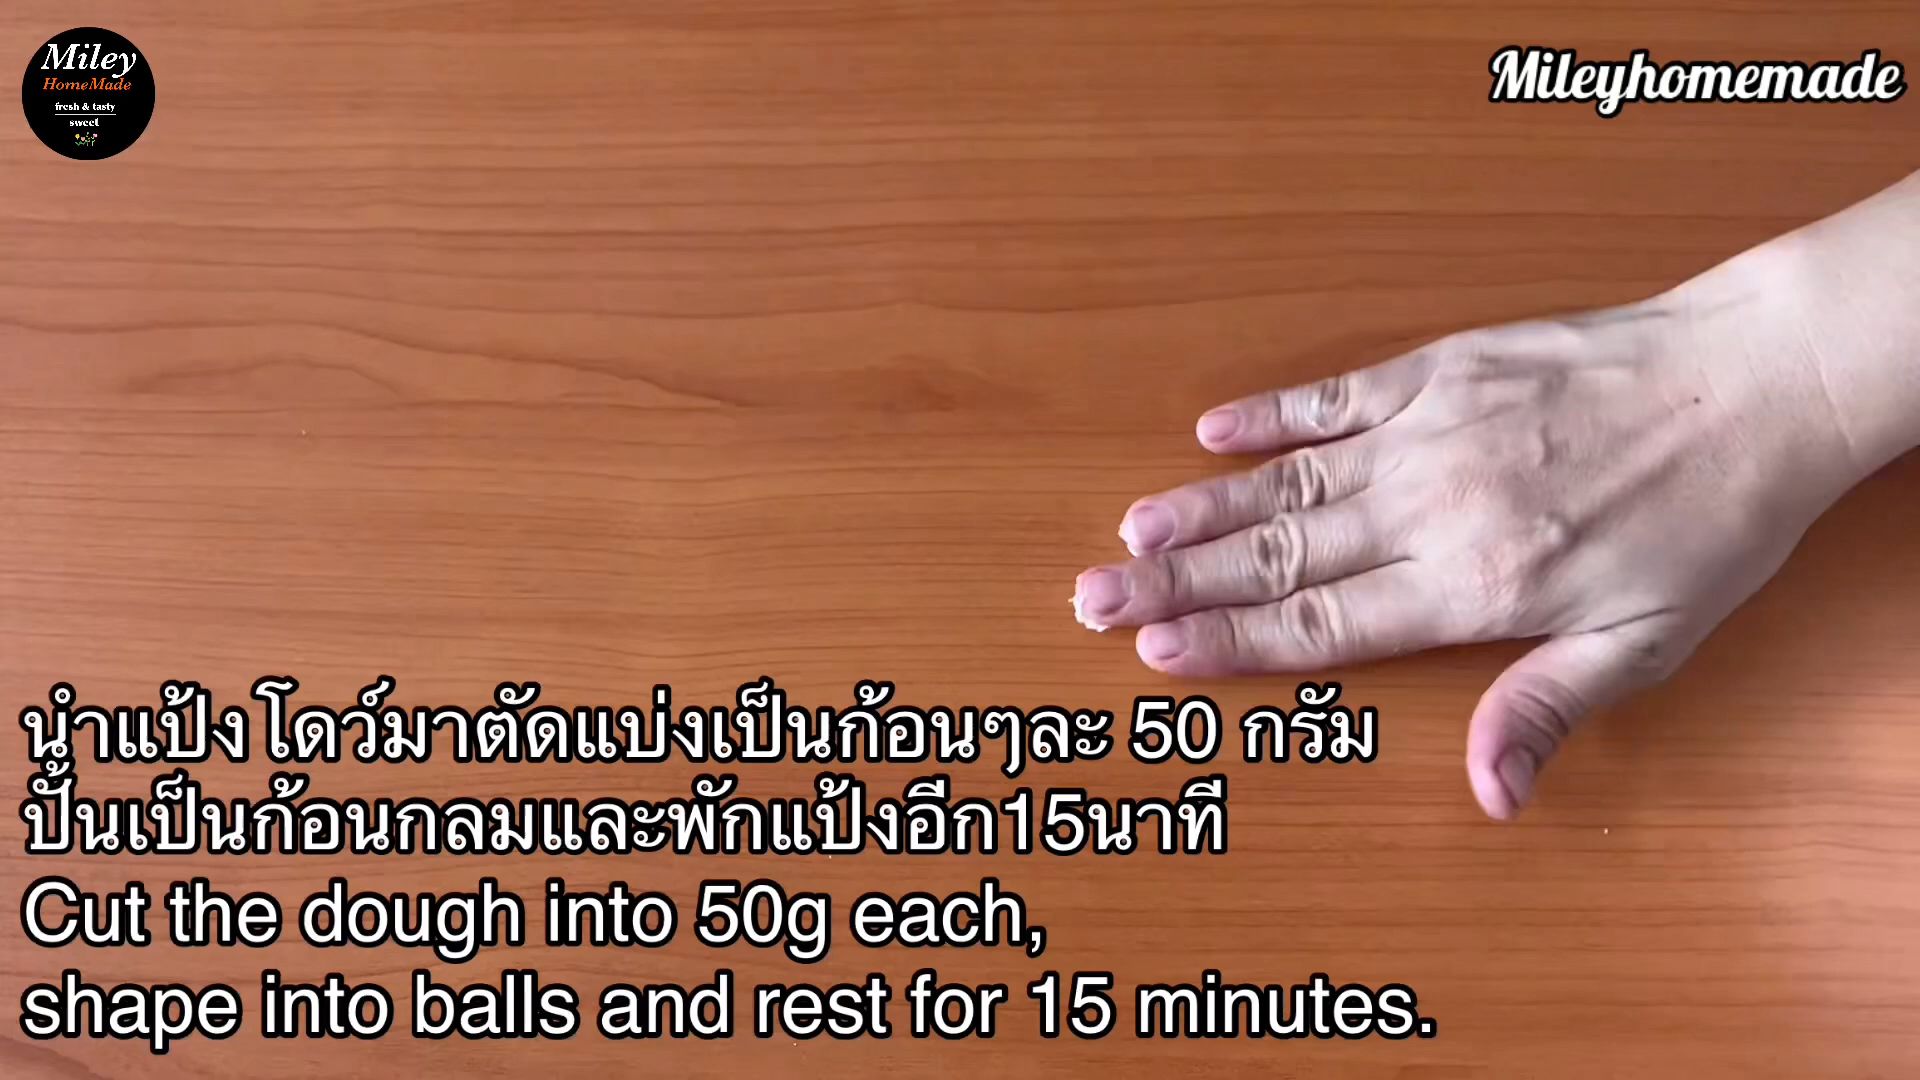 Miley
HomeMade
fresh & tasty
sweet
Mileyhomemade
นำแป้งโดว์มาตัดแบ่งเป็นก้อนๆละ 50 กรัม
ปั้นเป็นก้อนกลมและพักแป้งอีก15นาที
Cut the dough into 50g each,
shape into balls and rest for 15 minutes.